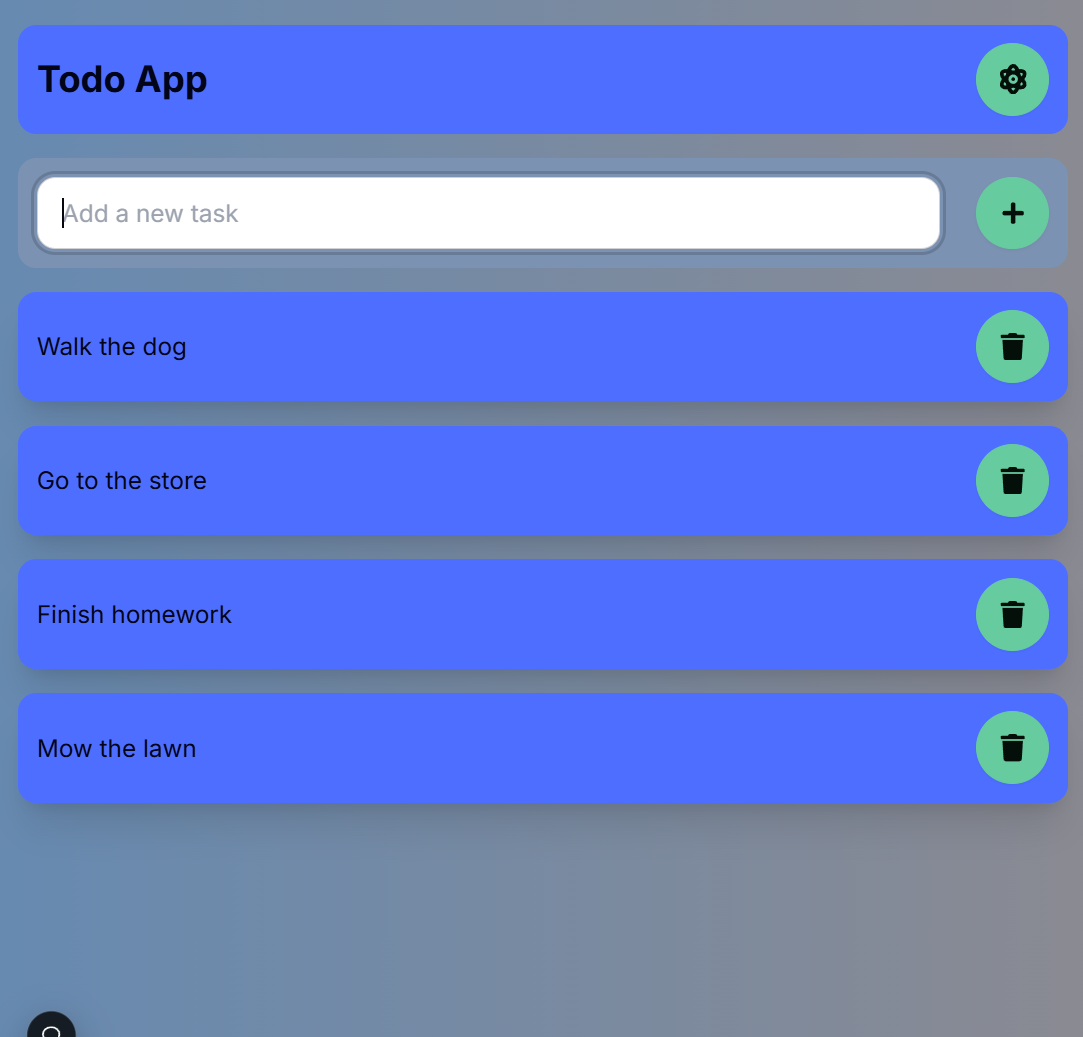 Todo App
Add a new task
Walk the dog
Go to the store
Finish homework
Mow the lawn